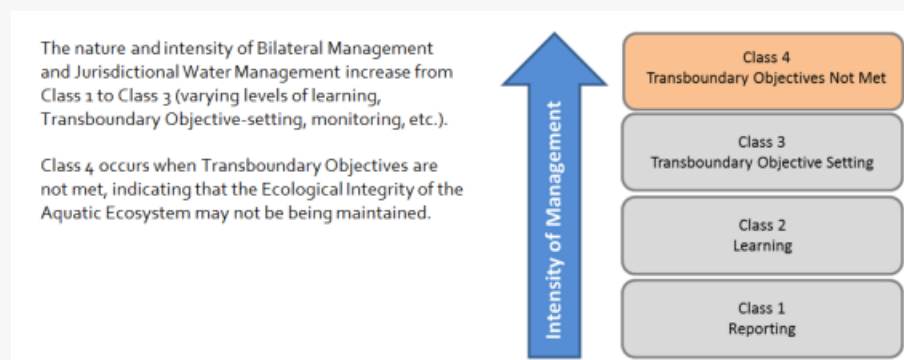 The nature and intensity of Bilateral Management
and Jurisdictional Water Management increase from
Class 1 to Class 3 (varying levels of learning,
Transboundary Objective-setting, monitoring, etc.).
Class 4 occurs when Transboundary Objectives are
not met, indicating that the Ecological Integrity of the
Aquatic Ecosystem may not be being maintained.
Intensity of Management
Class 4
Transboundary Objectives Not Met
Class 3
Transboundary Objective Setting
Class 2
Learning
Class 1
Reporting